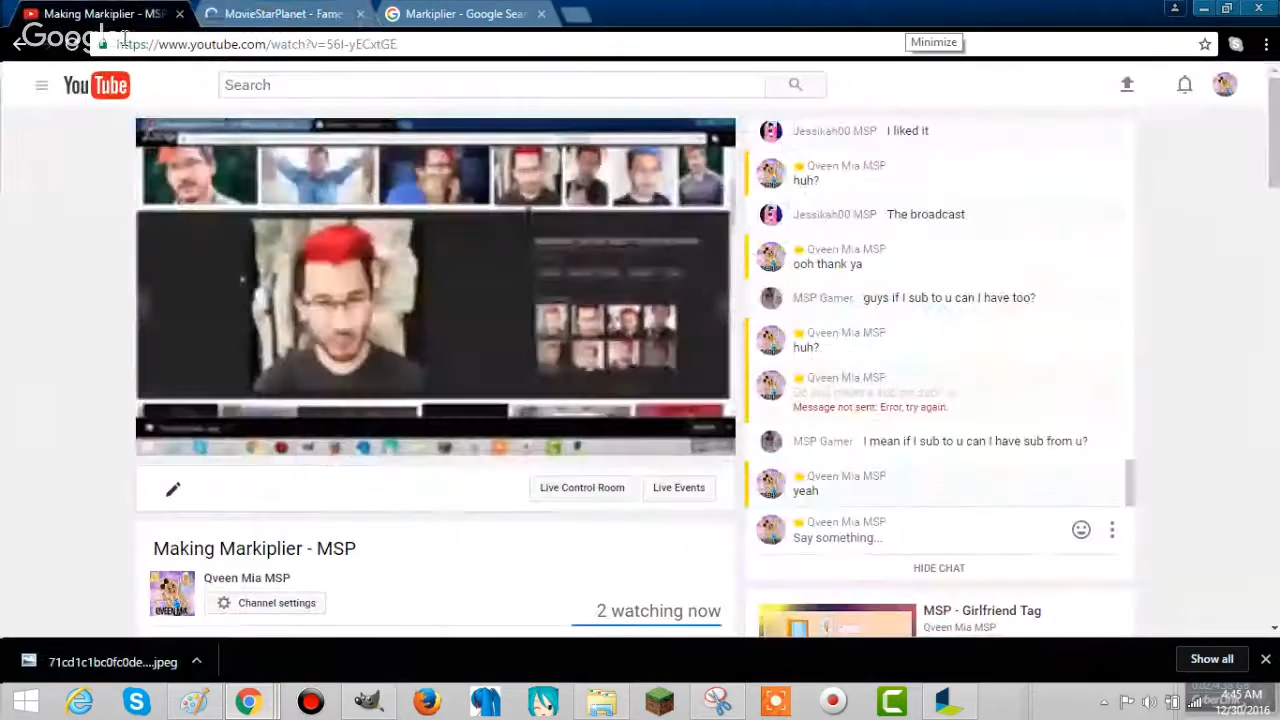 Making Markiplier - MSP
MovieStarPlanet - Fame
Markiplier - Google Sear
Google
https://www.youtube.com/watch?v=56I-yECxtGE
Minimize
YouTube
Search
Jessikah00 MSP I liked it
Qveen Mia MSP
huh?
Jessikah00 MSP The broadcast
Qveen Mia MSP
ooh thank ya
MSP Gamer guys if I sub to u can I have too?
Qveen Mia MSP
huh?
Qveen Mia MSP
Message not sent: Error, try again.
MSP Gamer I mean if I sub to u can I have sub from u?
Qveen Mia MSP
yeah
Qveen Mia MSP
Say something...
HIDE CHAT
Live Control Room
Live Events
Making Markiplier - MSP
Qveen Mia MSP
Channel settings
2 watching now
MSP - Girlfriend Tag
Qveen Mia MSP
71cd1c1bc0fc0de....jpeg
Show all
4:45 AM
12/30/2016